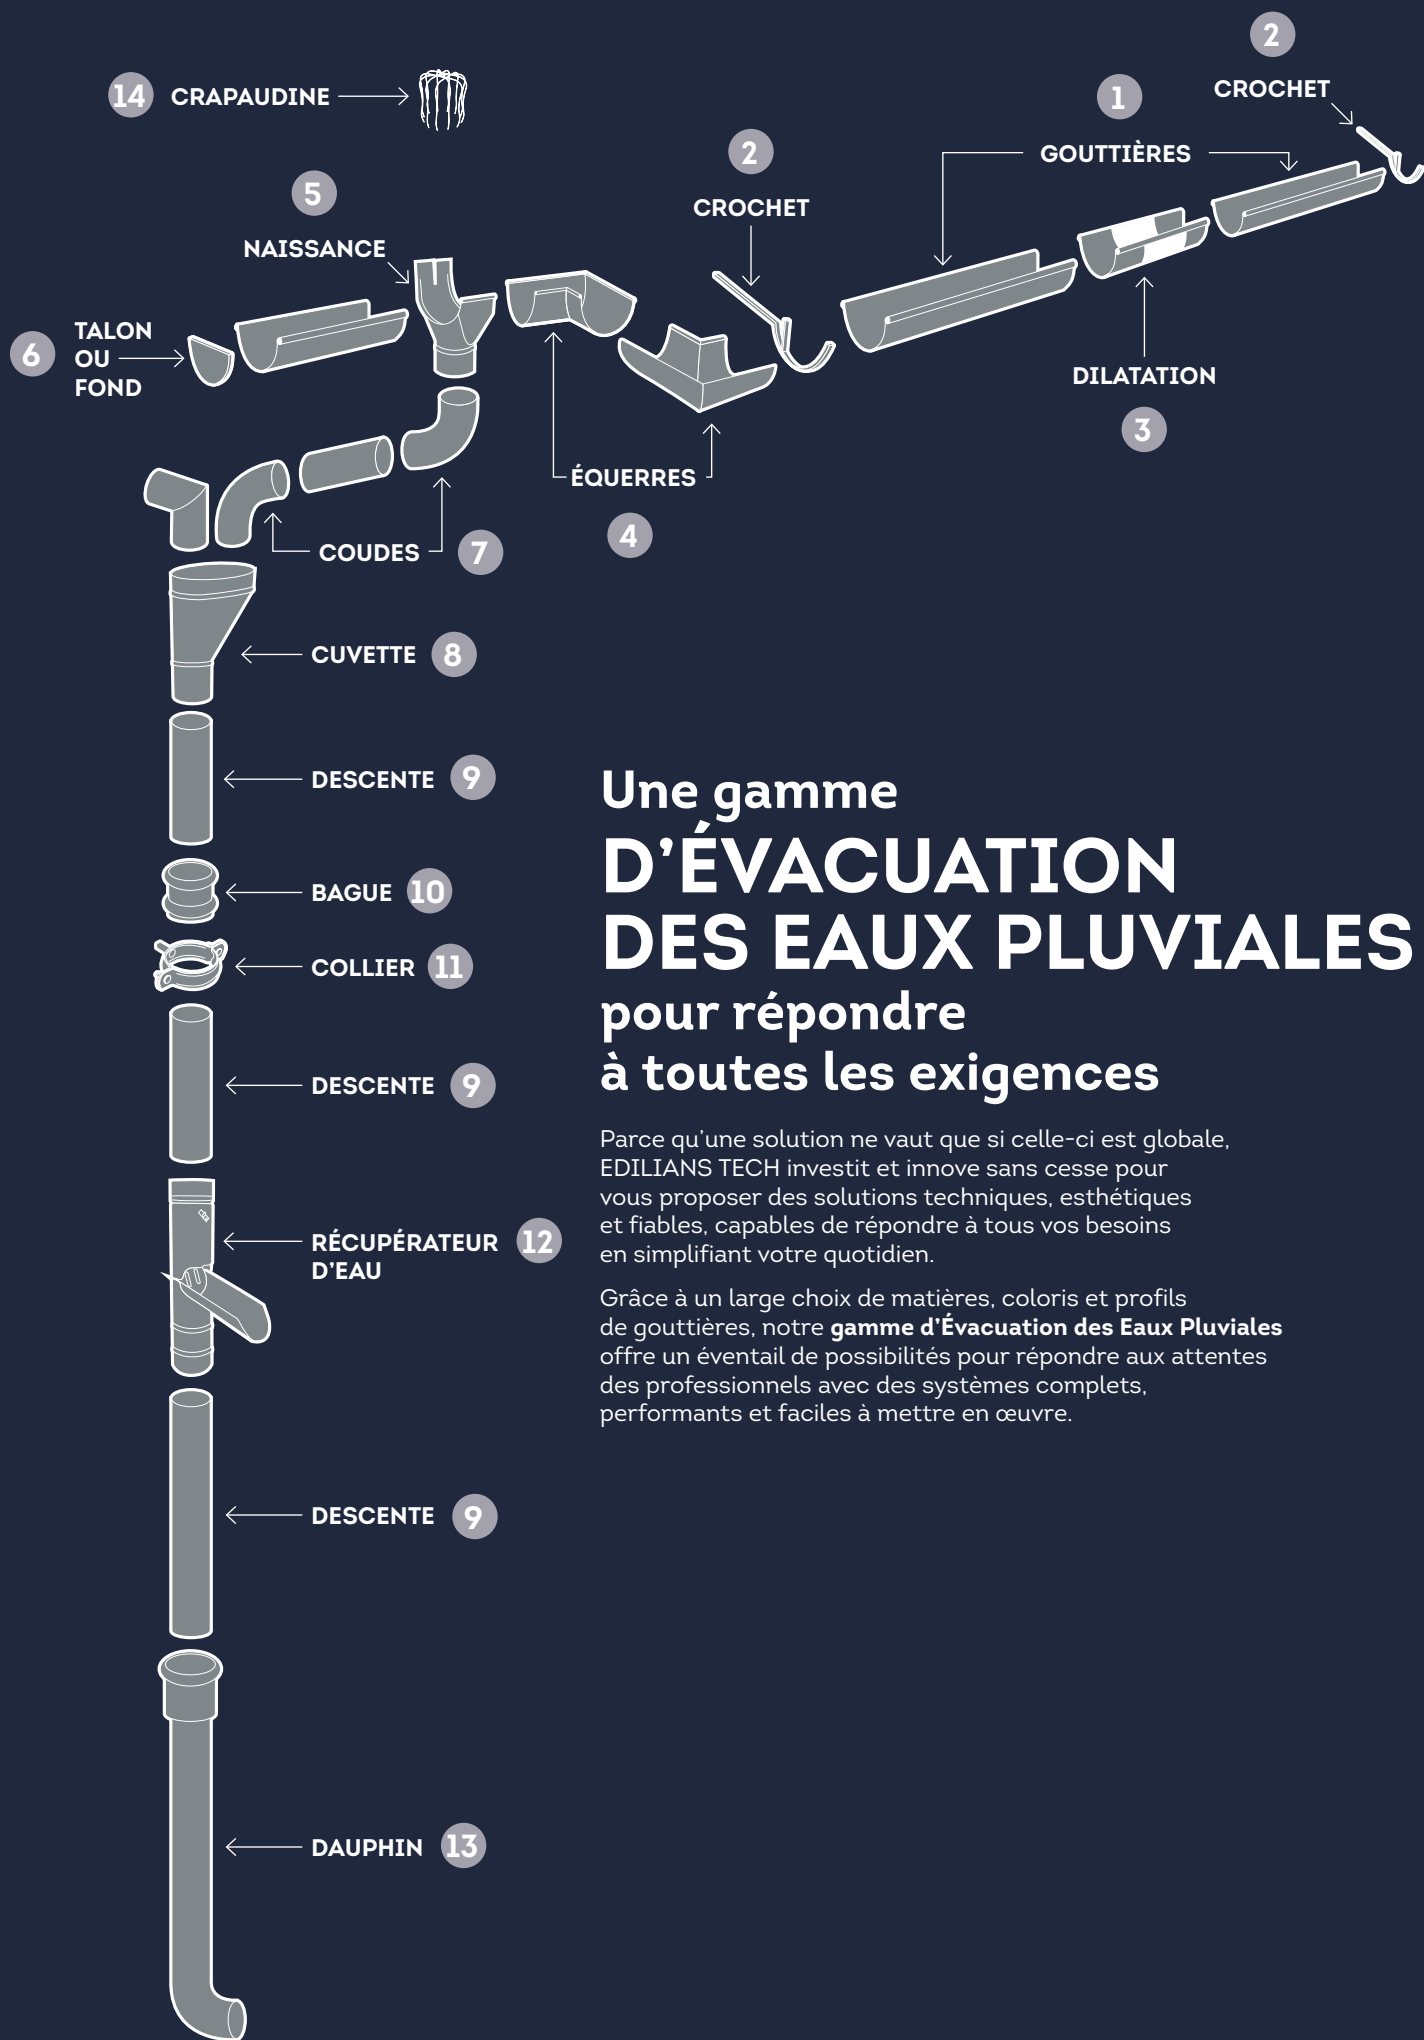 2
CROCHET
14 CRAPAUDINE
1
GOUTTIÈRES
2
CROCHET
5
NAISSANCE
6
TALON
OU
FOND
DILATATION
3
ÉQUERRES
4
COUDES 7
CUVETTE 8
DESCENTE 9
BAGUE 10
COLLIER 11
DESCENTE 9
RÉCUPÉRATEUR 12
D'EAU
DESCENTE 9
DAUPHIN 13
Une gamme
D'ÉVACUATION
DES EAUX PLUVIALES
pour répondre
à toutes les exigences
Parce qu'une solution ne vaut que si celle-ci est globale,
EDILIANS TECH investit et innove sans cesse pour
vous proposer des solutions techniques, esthétiques
et fiables, capables de répondre à tous vos besoins
en simplifiant votre quotidien.
Grâce à un large choix de matières, coloris et profils
de gouttières, notre gamme d'Évacuation des Eaux Pluviales
offre un éventail de possibilités pour répondre aux attentes
des professionnels avec des systèmes complets,
performants et faciles à mettre en œuvre.